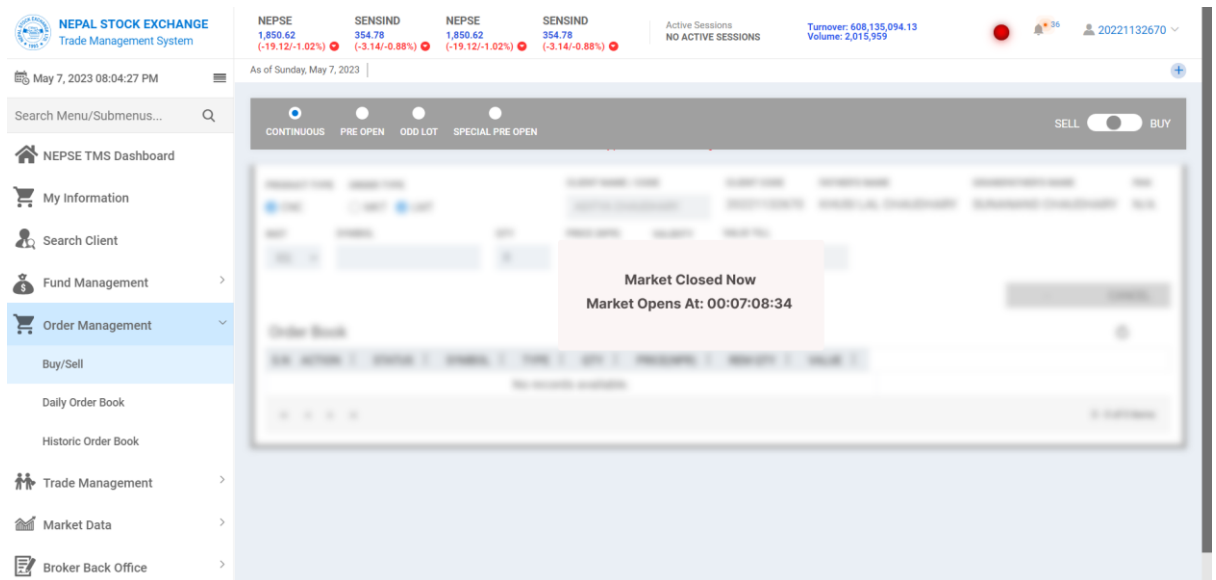 NEPAL STOCK EXCHANGE
Trade Management System
NEPSE SENSIND NEPSE SENSIND
1,850.62 354.78 1,850.62 354.78
(-19.12/-1.02%) (-3.14/-0.88%) (-19.12/-1.02%) (-3.14/-0.88%)
Active Sessions
NO ACTIVE SESSIONS
Turnover: 608,135,094.13
Volume: 2,015,959
36
20221132670
May 7, 2023 08:04:27 PM
As of Sunday, May 7, 2023
Search Menu/Submenus...
CONTINUOUS PRE OPEN ODD LOT SPECIAL PRE OPEN
SELL BUY
NEPSE TMS Dashboard
My Information
Search Client
Fund Management
Order Management
Buy/Sell
Daily Order Book
Historic Order Book
Trade Management
Market Data
Broker Back Office
Market Closed Now
Market Opens At: 00:07:08:34
Order Book
No records available